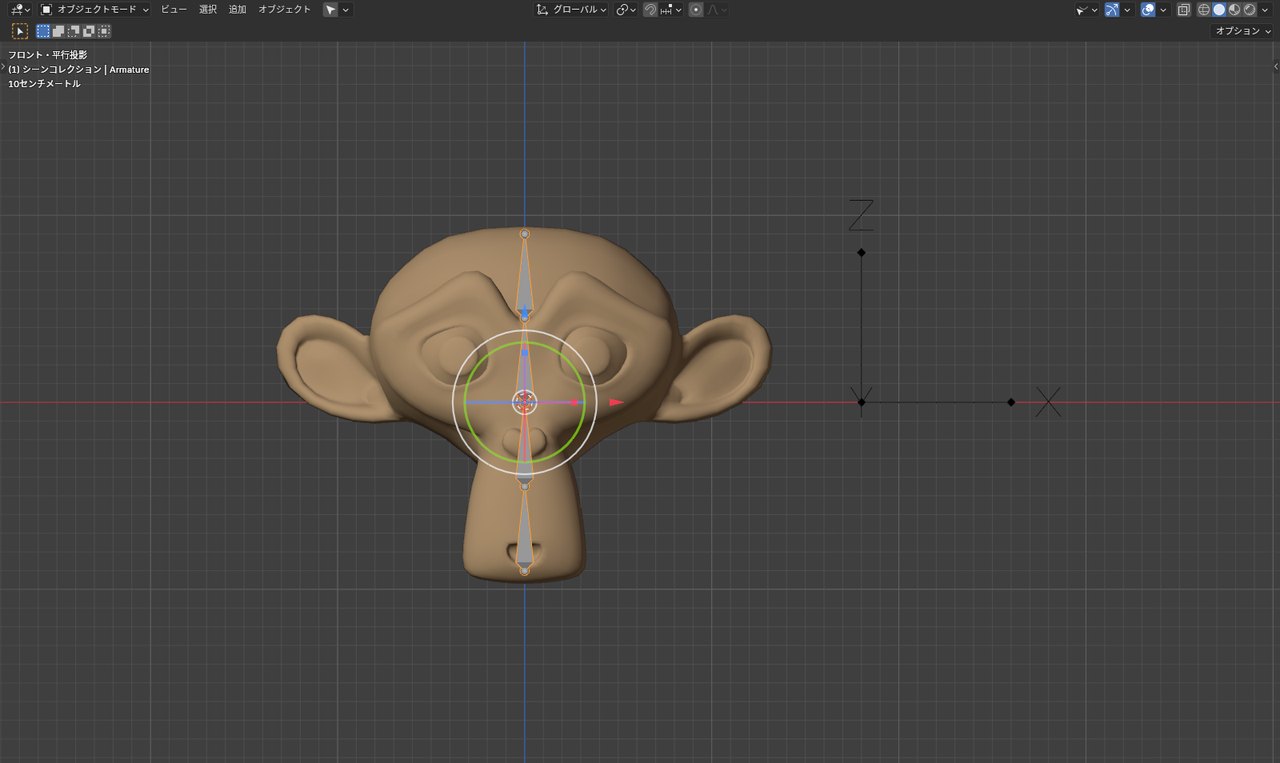 オブジェクトモード ビュー 選択 追加 オブジェクト グローバル
オプション
フロント・平行投影
(1) シーンコレクション | Armature
10センチメートル
Z
Y X